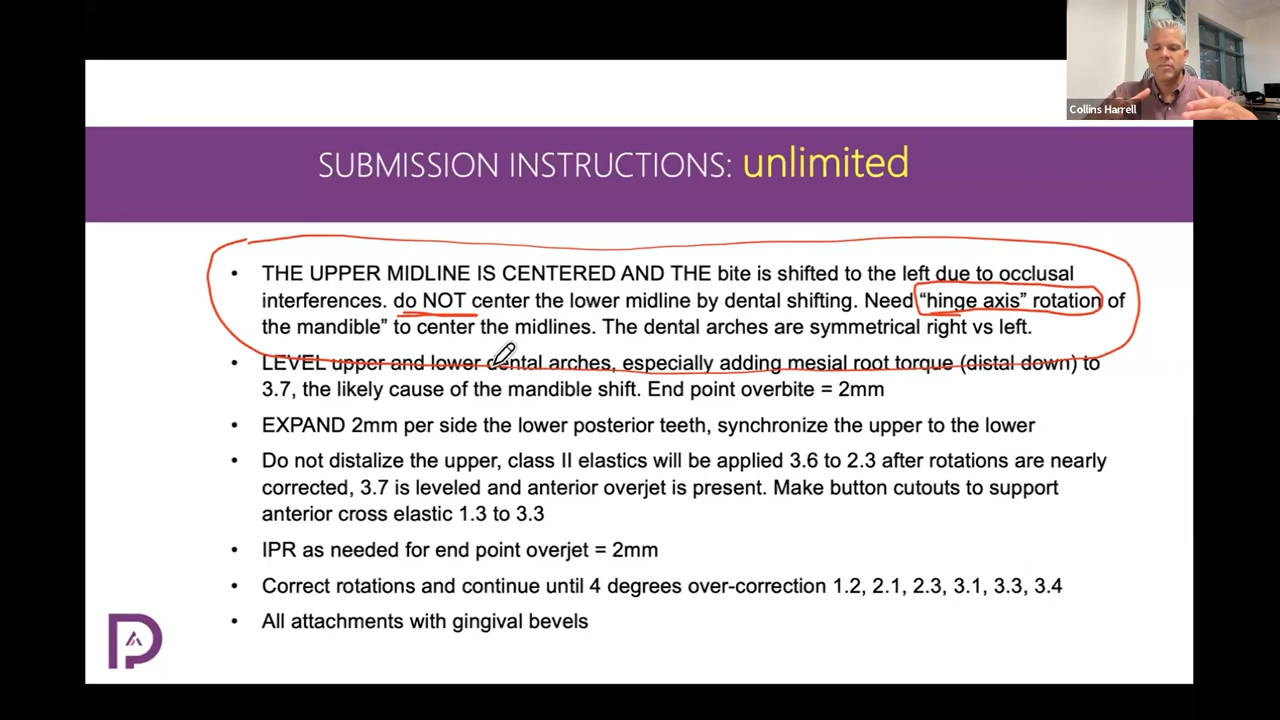 Collins Harrell
SUBMISSION INSTRUCTIONS: unlimited
• THE UPPER MIDLINE IS CENTERED AND THE bite is shifted to the left due to occlusal
interferences. do NOT center the lower midline by dental shifting. Need “hinge axis” rotation of
the mandible” to center the midlines. The dental arches are symmetrical right vs left.
• LEVEL upper and lower dental arches, especially adding mesial root torque (distal down) to
3.7, the likely cause of the mandible shift. End point overbite = 2mm
• EXPAND 2mm per side the lower posterior teeth, synchronize the upper to the lower
• Do not distalize the upper, class II elastics will be applied 3.6 to 2.3 after rotations are nearly
corrected, 3.7 is leveled and anterior overjet is present. Make button cutouts to support
anterior cross elastic 1.3 to 3.3
• IPR as needed for end point overjet = 2mm
• Correct rotations and continue until 4 degrees over-correction 1.2, 2.1, 2.3, 3.1, 3.3, 3.4
• All attachments with gingival bevels